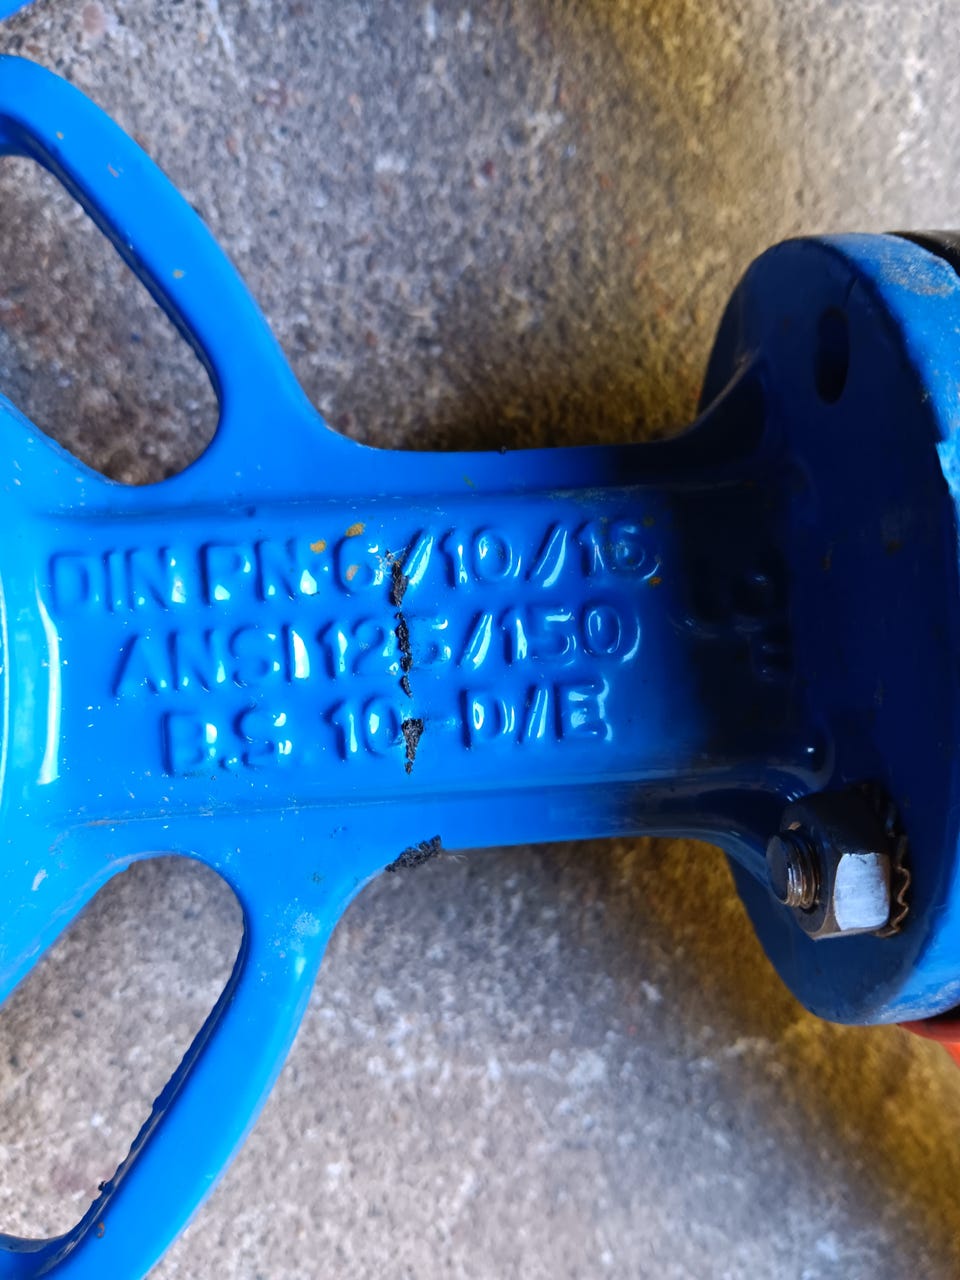 DIN PN·6/10/16
ANSI 125/150
B.S. 10-D/E